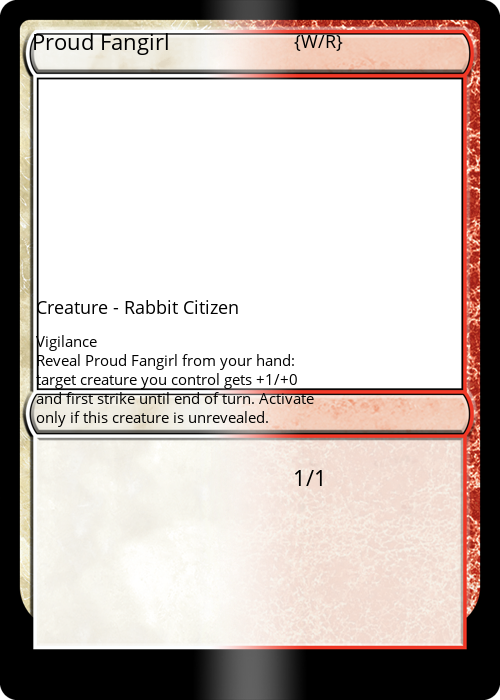 Proud Fangirl {W/R}
Creature - Rabbit Citizen
Vigilance
Reveal Proud Fangirl from your hand:
target creature you control gets +1/+0
and first strike until end of turn. Activate
only if this creature is unrevealed.
1/1